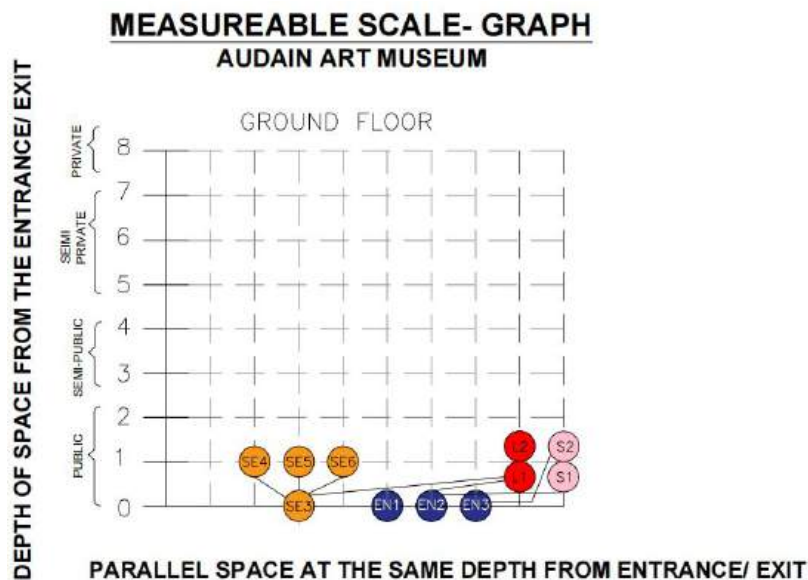 MEASUREABLE SCALE- GRAPH
AUDAIN ART MUSEUM
DEPTH OF SPACE FROM THE ENTRANCE/ EXIT
GROUND FLOOR
PRIVATE
8
7
SEIMI
PRIVATE
6
5
SEMI-PUBLIC
4
3
PUBLIC
2
L2 S2
1 SE4 SE5 SE6
L1 S1
0 SE3 EN1 EN2 EN3
PARALLEL SPACE AT THE SAME DEPTH FROM ENTRANCE/ EXIT